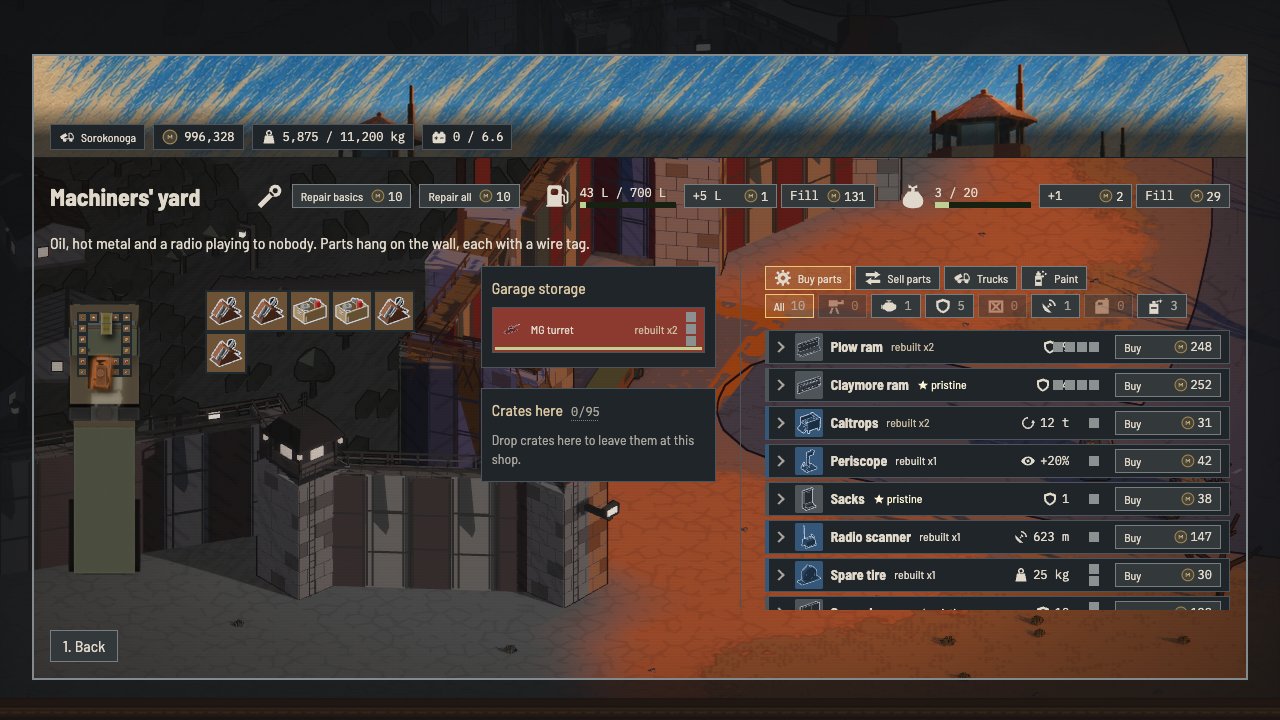 Sorokonoga
996,328
5,875 / 11,200 kg
0 / 6.6
Machiners' yard
Repair basics 10
Repair all 10
43 L / 700 L
+5 L 1
Fill 131
3 / 20
+1 2
Fill 29
Oil, hot metal and a radio playing to nobody. Parts hang on the wall, each with a wire tag.
Garage storage
MG turret rebuilt x2
Crates here 0/95
Drop crates here to leave them at this
shop.
Buy parts
Sell parts
Trucks
Paint
All 10
0
1
5
0
1
0
3
Plow ram rebuilt x2 Buy 248
Claymore ram pristine Buy 252
Caltrops rebuilt x2 12 t Buy 31
Periscope rebuilt x1 +20% Buy 42
Sacks pristine 1 Buy 38
Radio scanner rebuilt x1 623 m Buy 147
Spare tire rebuilt x1 25 kg Buy 30
1. Back